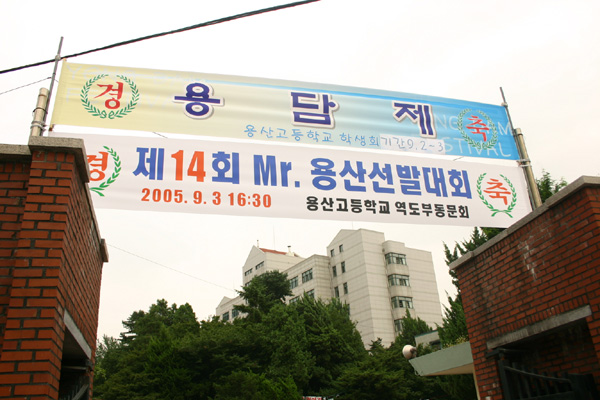 경 용 담 제 축
용산고등학교 학생회 기간 9. 2~3
경 제14회 Mr. 용산선발대회 축
2005. 9. 3 16:30 용산고등학교 역도부동문회